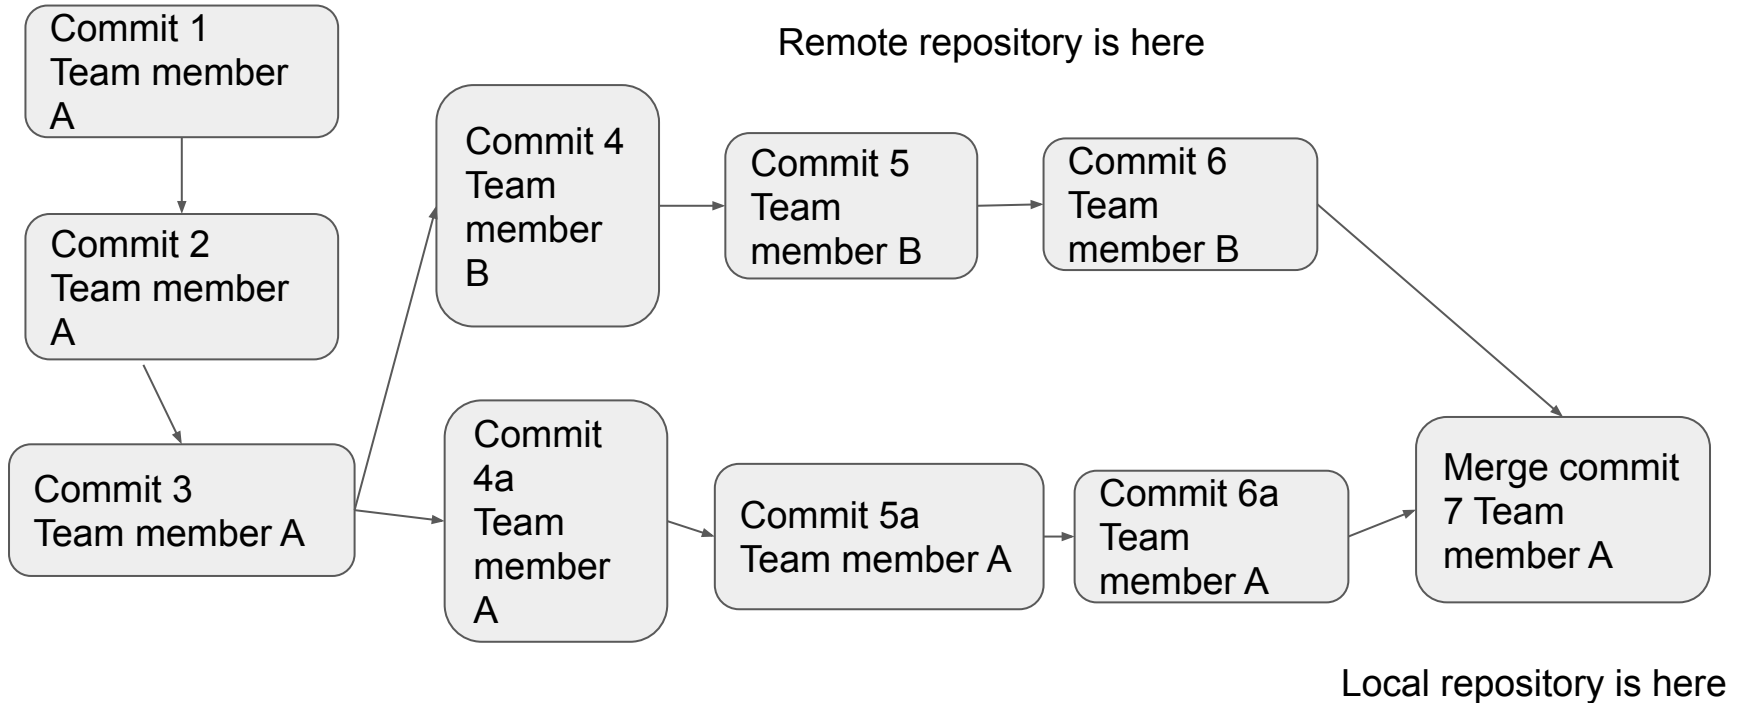 Commit 1
Team member
A
Remote repository is here
Commit 2
Team member
A
Commit 3
Team member A
Commit 4
Team
member
B
Commit 5
Team
member B
Commit 6
Team
member B
Commit
4a
Team
member
A
Commit 5a
Team member A
Commit 6a
Team
member A
Merge commit
7 Team
member A
Local repository is here